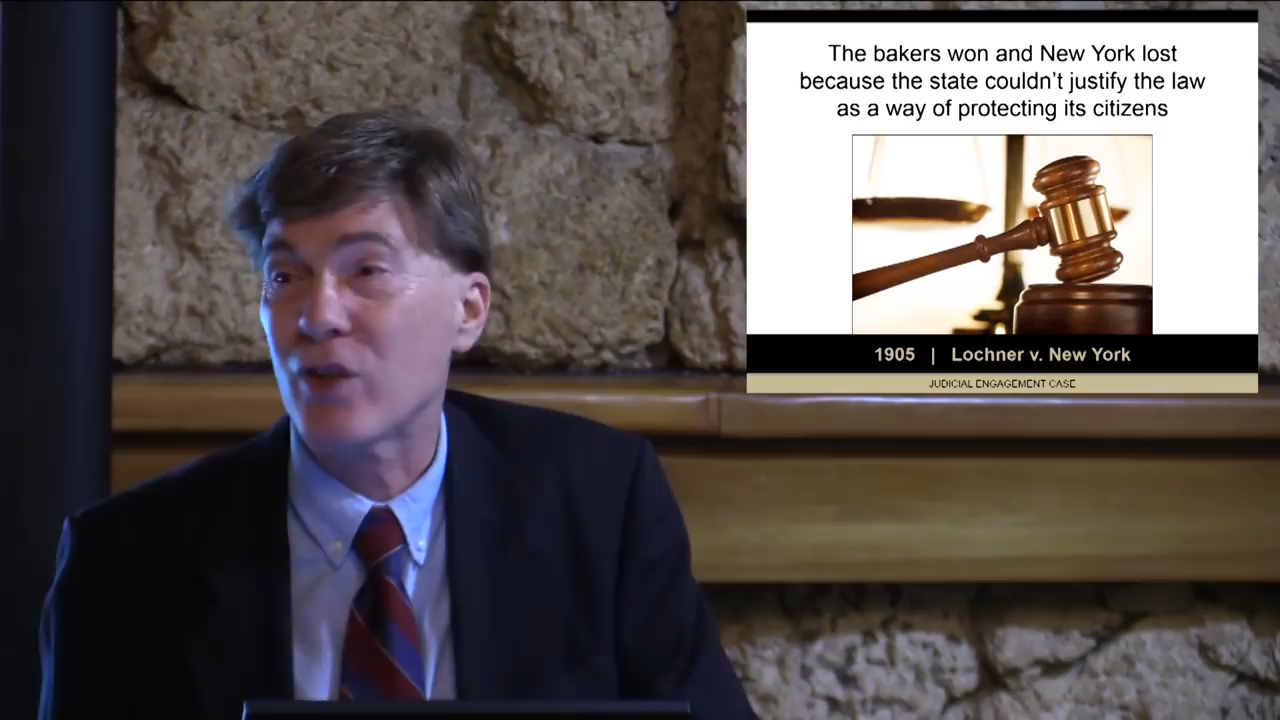 The bakers won and New York lost
because the state couldn't justify the law
as a way of protecting its citizens
1905 | Lochner v. New York
JUDICIAL ENGAGEMENT CASE